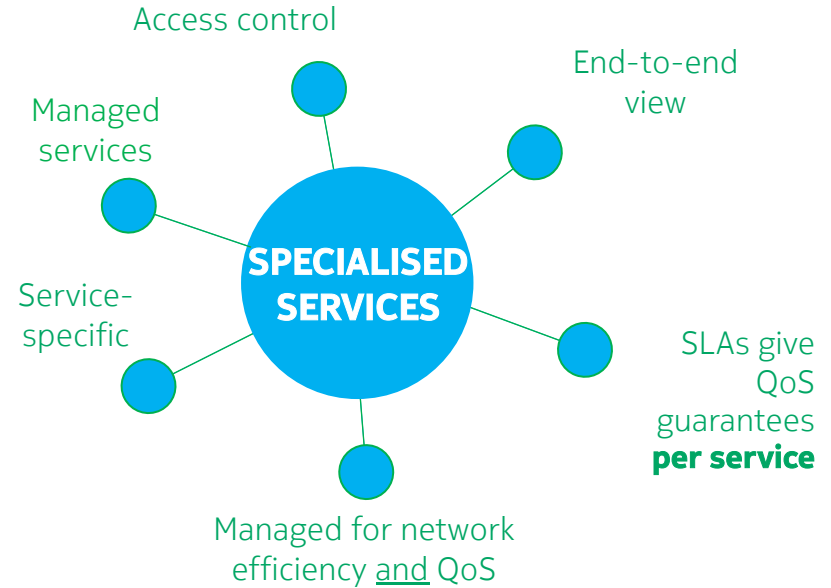 Access control
End-to-end
view
Managed
services
SPECIALISED
SERVICES
Service-
specific
SLAs give
QoS
guarantees
per service
Managed for network
efficiency and QoS